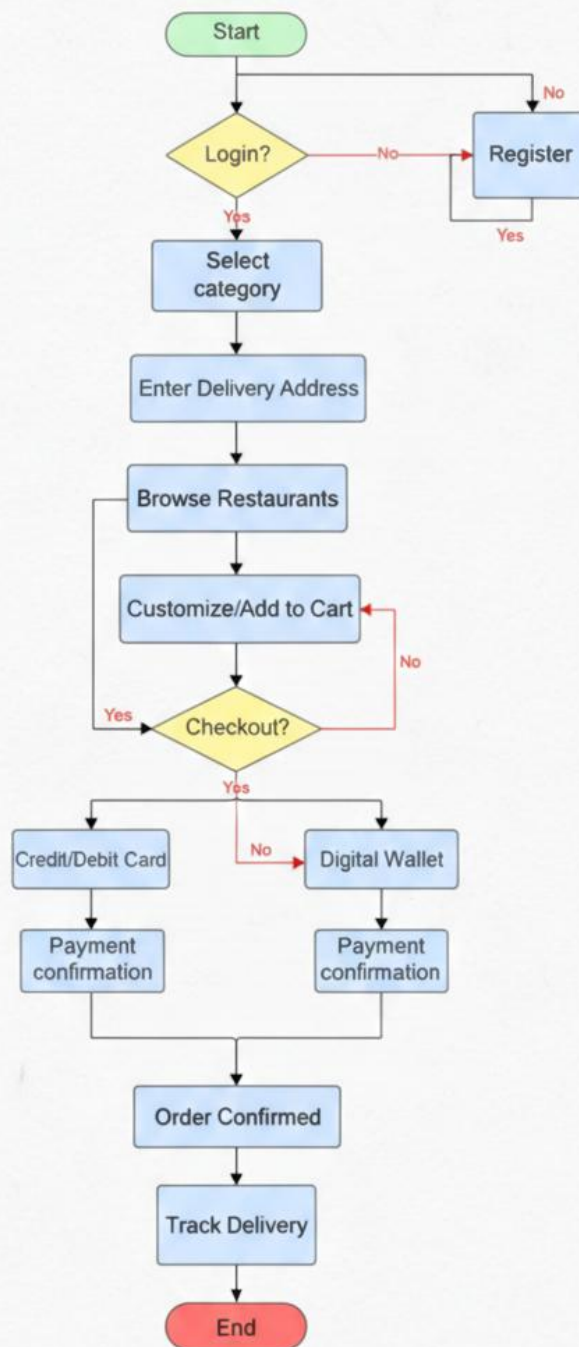 Start
No
Login?
No
Register
Yes
Yes
Select
category
Enter Delivery Address
Browse Restaurants
Customize/Add to Cart
No
Yes
Checkout?
Yes
Credit/Debit Card
No
Digital Wallet
Payment
confirmation
Payment
confirmation
Order Confirmed
Track Delivery
End